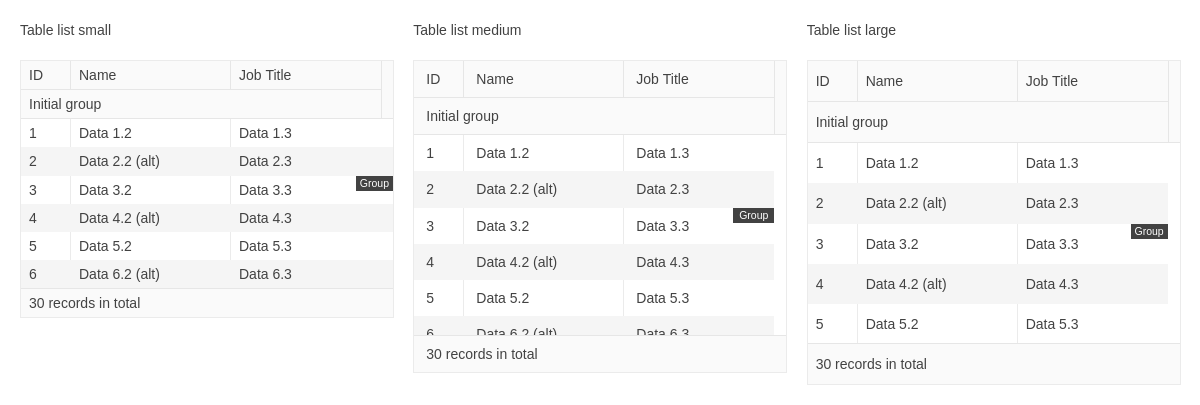 Table list small
ID Name Job Title
Initial group
1 Data 1.2 Data 1.3
2 Data 2.2 (alt) Data 2.3
3 Data 3.2 Data 3.3 Group
4 Data 4.2 (alt) Data 4.3
5 Data 5.2 Data 5.3
6 Data 6.2 (alt) Data 6.3
30 records in total
Table list medium
ID Name Job Title
Initial group
1 Data 1.2 Data 1.3
2 Data 2.2 (alt) Data 2.3
3 Data 3.2 Data 3.3 Group
4 Data 4.2 (alt) Data 4.3
5 Data 5.2 Data 5.3
6 Data 6.2 (alt) Data 6.3
30 records in total
Table list large
ID Name Job Title
Initial group
1 Data 1.2 Data 1.3
2 Data 2.2 (alt) Data 2.3
3 Data 3.2 Data 3.3 Group
4 Data 4.2 (alt) Data 4.3
5 Data 5.2 Data 5.3
30 records in total